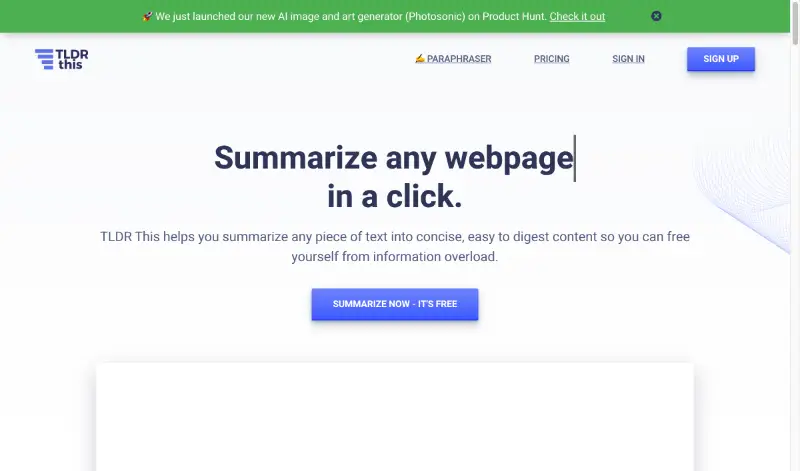 🚀 We just launched our new AI image and art generator (Photosonic) on Product Hunt. Check it out
TLDR
this
✍ PARAPHRASER
PRICING
SIGN IN
SIGN UP
Summarize any webpage
in a click.
TLDR This helps you summarize any piece of text into concise, easy to digest content so you can free
yourself from information overload.
SUMMARIZE NOW - IT'S FREE